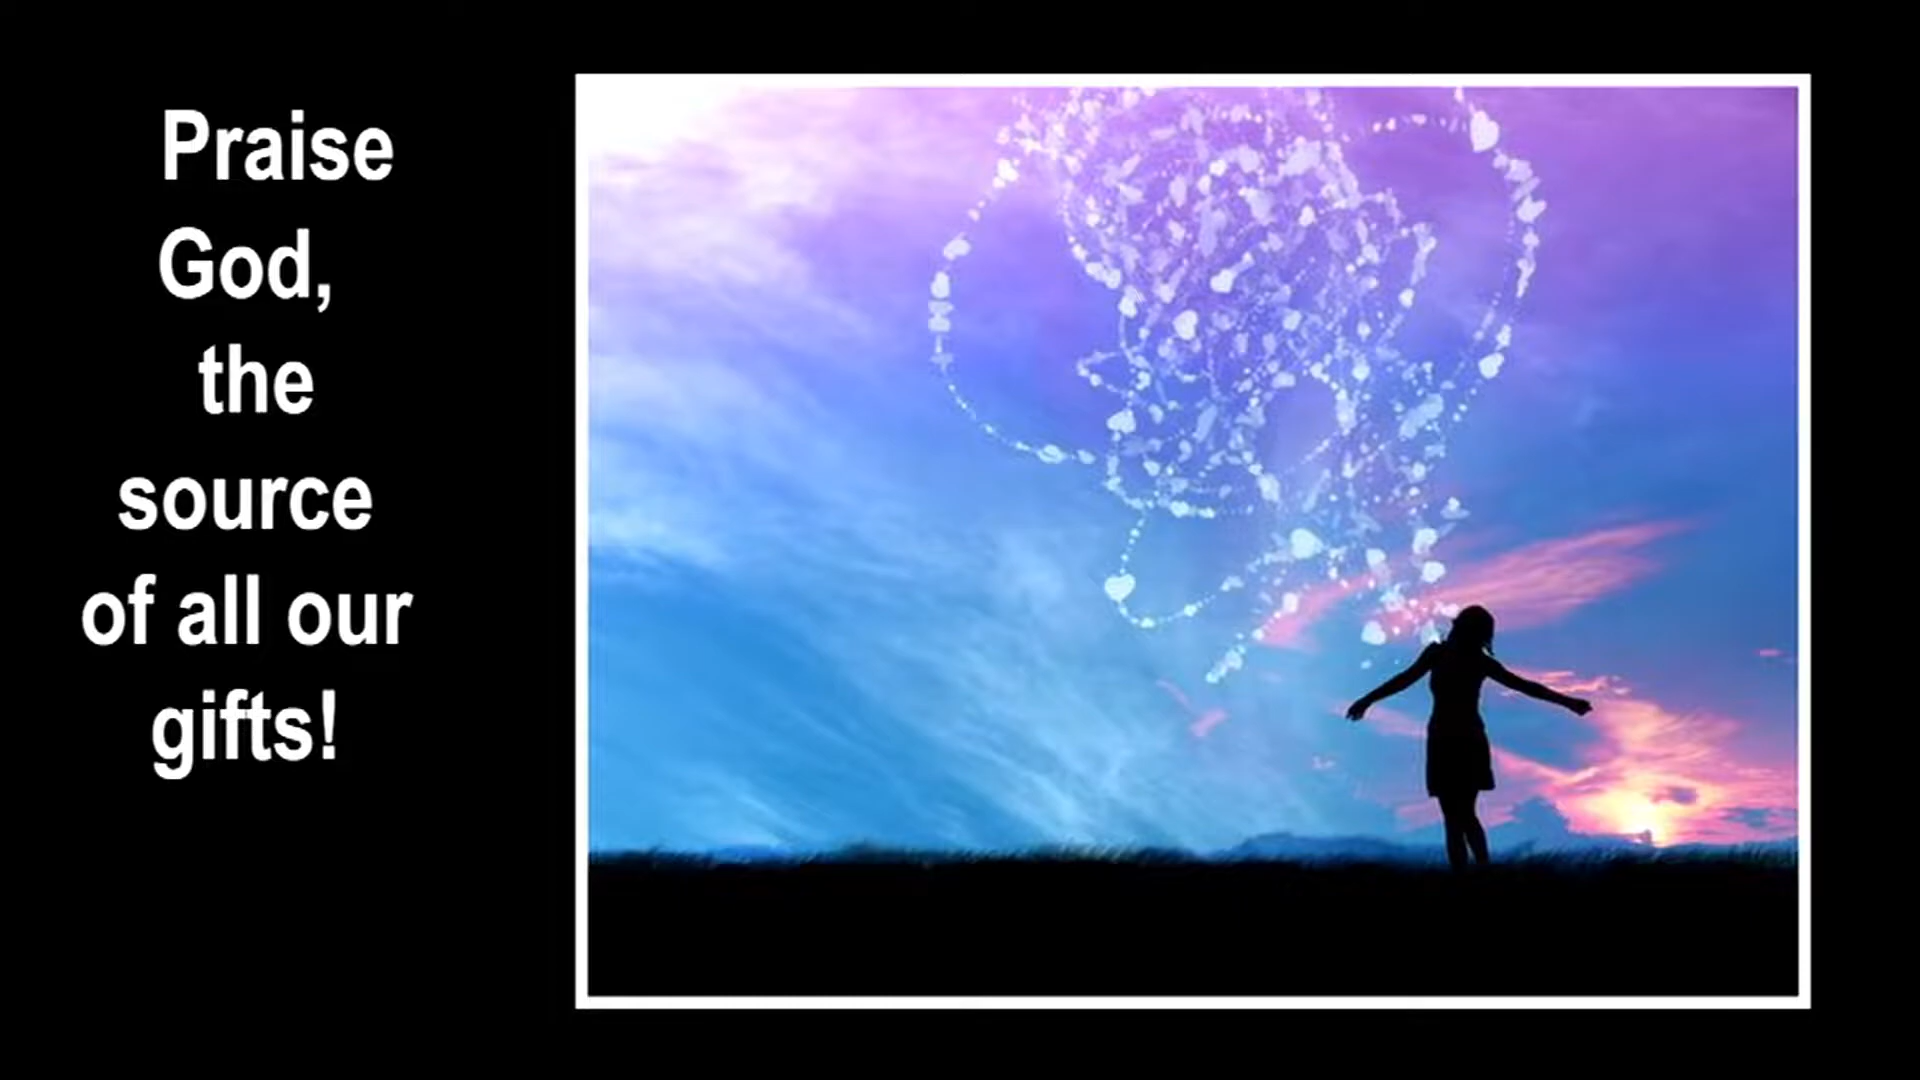 Praise
God,
the
source
of all our
gifts!